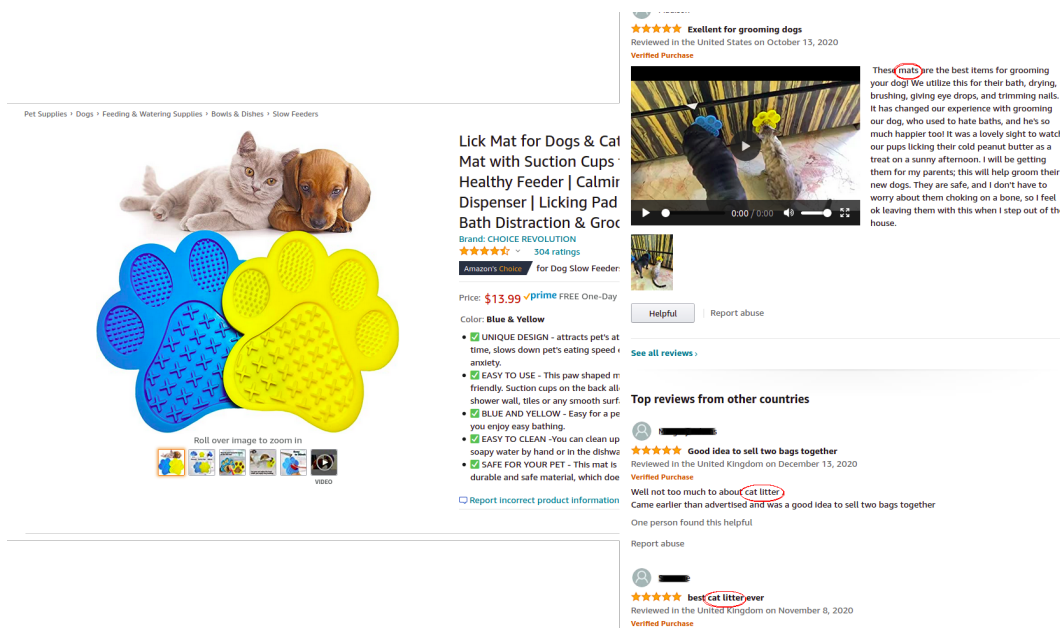 Pet Supplies › Dogs › Feeding & Watering Supplies › Bowls & Dishes › Slow Feeders
Roll over image to zoom in
VIDEO
Lick Mat for Dogs & Cat
Mat with Suction Cups
Healthy Feeder | Calmin
Dispenser | Licking Pad
Bath Distraction & Groo
Brand: CHOICE REVOLUTION
304 ratings
Amazon's Choice for Dog Slow Feeders
Price: $13.99 prime FREE One-Day
Color: Blue & Yellow
• ✅ UNIQUE DESIGN - attracts pet's at
time, slows down pet's eating speed
anxiety.
• ✅ EASY TO USE - This paw shaped m
friendly. Suction cups on the back all
shower wall, tiles or any smooth surf
• ✅ BLUE AND YELLOW - Easy for a pe
you enjoy easy bathing.
• ✅ EASY TO CLEAN -You can clean up
soapy water by hand or in the dishwa
• ✅ SAFE FOR YOUR PET - This mat is
durable and safe material, which doe
Report incorrect product information
Exellent for grooming dogs
Reviewed in the United States on October 13, 2020
Verified Purchase
0:00 / 0:00
These mats are the best items for grooming
your dog! We utilize this for their bath, drying,
brushing, giving eye drops, and trimming nails.
It has changed our experience with grooming
our dog, who used to hate baths, and he's so
much happier too! It was a lovely sight to watch
our pups licking their cold peanut butter as a
treat on a sunny afternoon. I will be getting
them for my parents; this will help groom their
new dogs. They are safe, and I don't have to
worry about them choking on a bone, so I feel
ok leaving them with this when I step out of th
house.
Helpful | Report abuse
See all reviews ›
Top reviews from other countries
Good idea to sell two bags together
Reviewed in the United Kingdom on December 13, 2020
Verified Purchase
Well not too much to about cat litter
Came earlier than advertised and was a good idea to sell two bags together
One person found this helpful
Report abuse
best cat litter ever
Reviewed in the United Kingdom on November 8, 2020
Verified Purchase